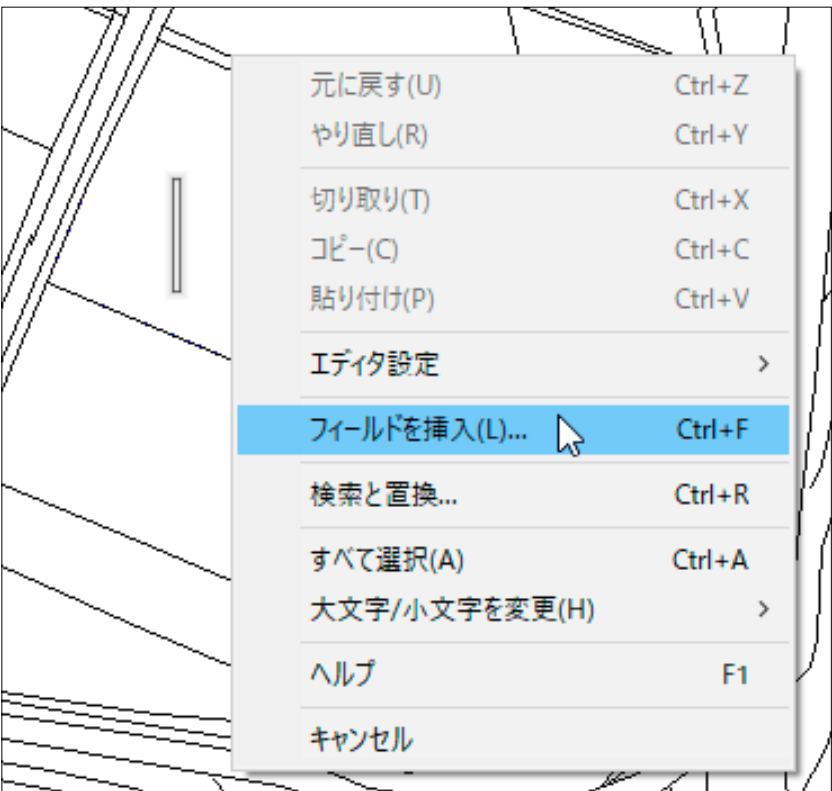 元に戻す(U) Ctrl+Z
やり直し(R) Ctrl+Y
切り取り(T) Ctrl+X
コピー(C) Ctrl+C
貼り付け(P) Ctrl+V
エディタ設定
フィールドを挿入(L)... Ctrl+F
検索と置換... Ctrl+R
すべて選択(A) Ctrl+A
大文字/小文字を変更(H)
ヘルプ F1
キャンセル